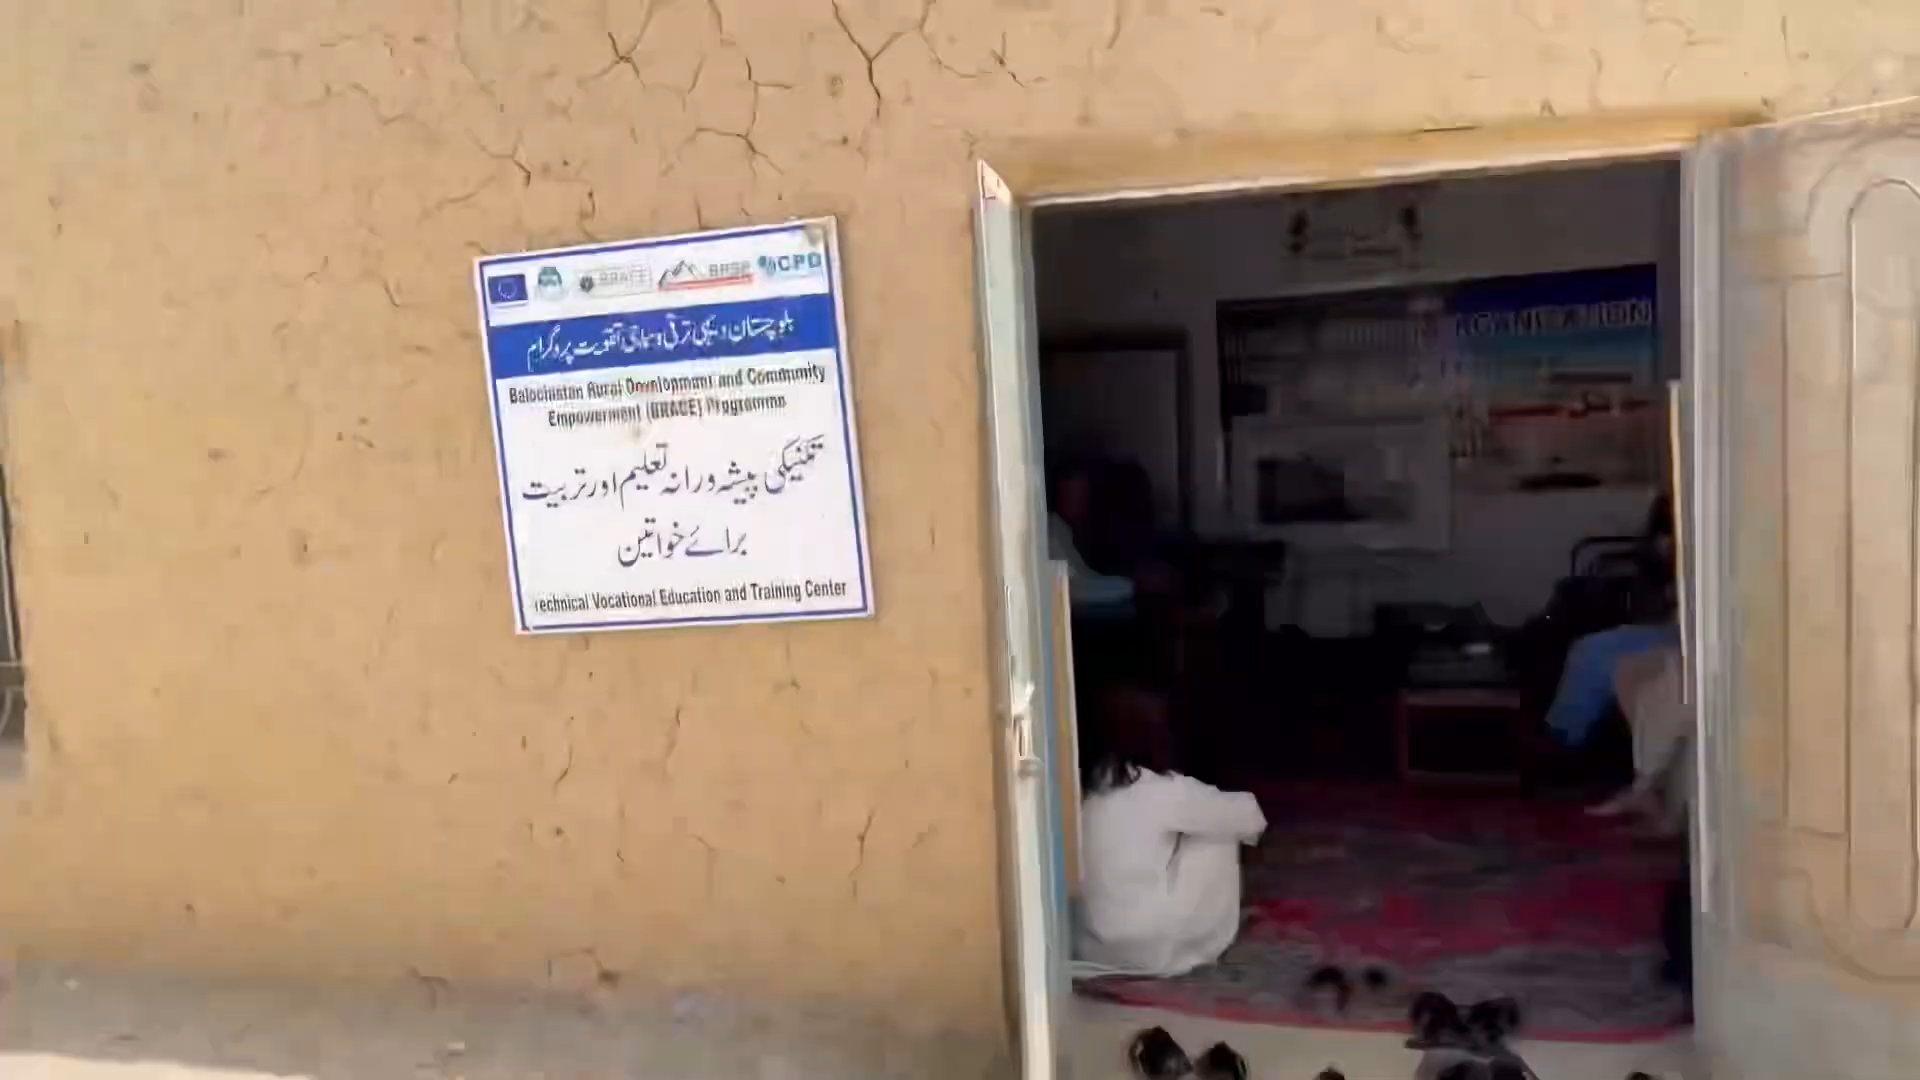 BRACE BRSP CPD
بلوچستان دیہی ترقی و سماجی تقویت پروگرام
Balochistan Rural Development and Community
Empowerment (BRACE) Programme
تکنیکی پیشہ ورانہ تعلیم اور تربیت
برائے خواتین
Technical Vocational Education and Training Center